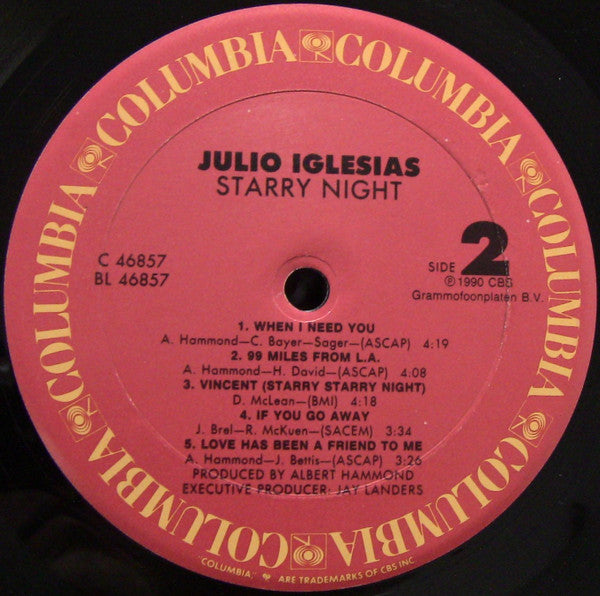 COLUMBIA COLUMBIA COLUMBIA COLUMBIA COLUMBIA COLUMBIA
JULIO IGLESIAS
STARRY NIGHT
C 46857
BL 46857
SIDE 2
℗1990 CBS
Grammofoonplaten B.V.
1. WHEN I NEED YOU
A. Hammond—C. Bayer—Sager—(ASCAP) 4:19
2. 99 MILES FROM L.A.
A. Hammond—H. David—(ASCAP) 4:08
3. VINCENT (STARRY STARRY NIGHT)
D. McLean—(BMI) 4:18
4. IF YOU GO AWAY
J. Brel—R. McKuen—(SACEM) 3:34
5. LOVE HAS BEEN A FRIEND TO ME
A. Hammond—J. Bettis—(ASCAP) 3:26
PRODUCED BY ALBERT HAMMOND
EXECUTIVE PRODUCER: JAY LANDERS
"COLUMBIA," ARE TRADEMARKS OF CBS INC.